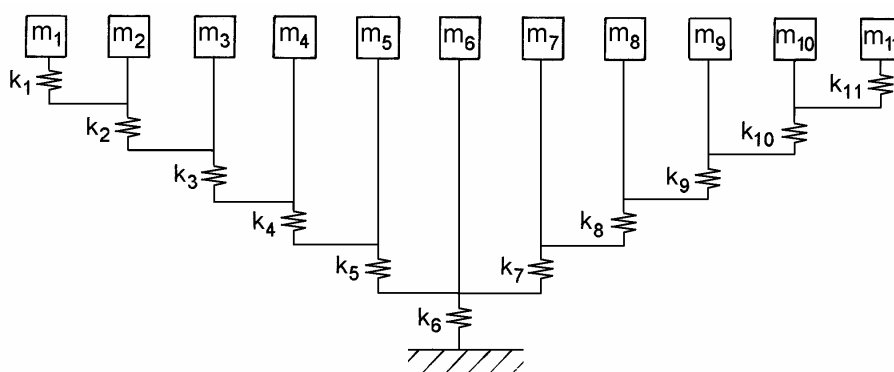 m₁ m₂ m₃ m₄ m₅ m₆ m₇ m₈ m₉ m₁₀ m₁₁
k₁ k₁₁
k₂ k₁₀
k₃ k₉
k₄ k₈
k₅ k₇
k₆